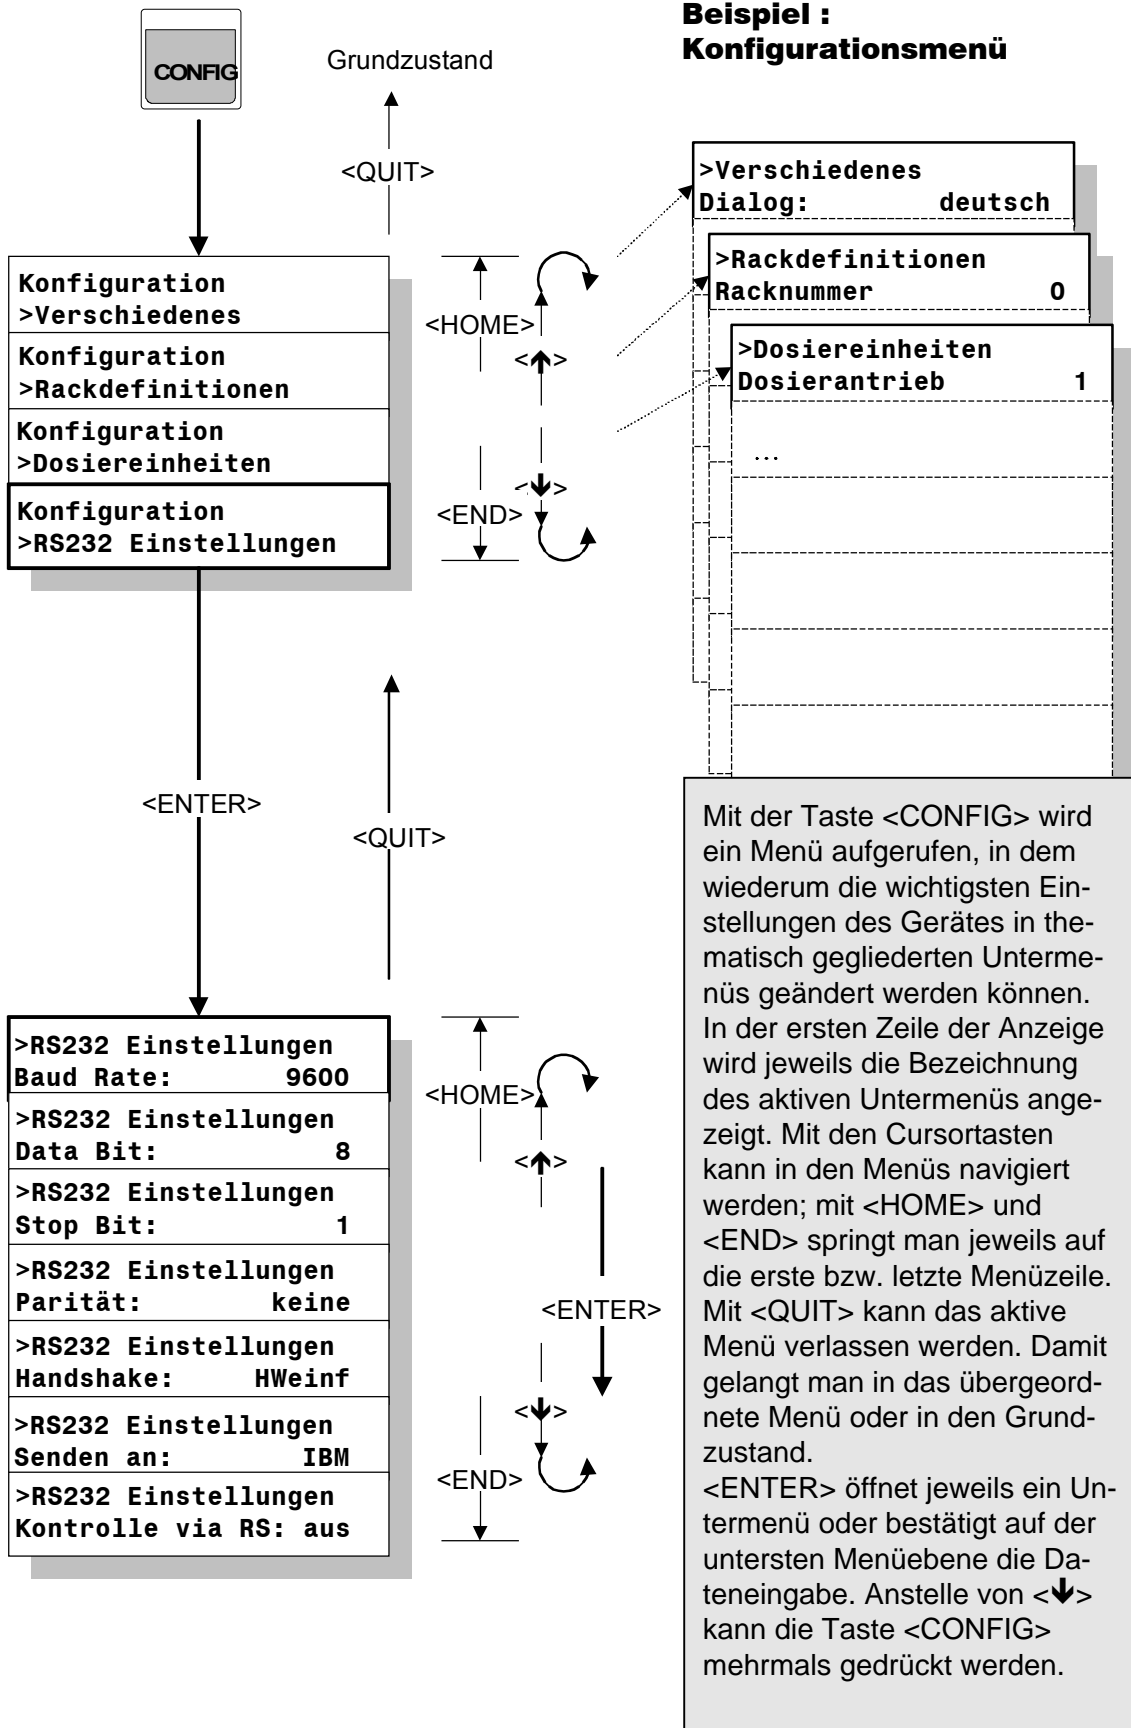 Beispiel :
Konfigurationsmenü
CONFIG
Grundzustand
<QUIT>
Konfiguration
>Verschiedenes
Konfiguration
>Rackdefinitionen
Konfiguration
>Dosiereinheiten
Konfiguration
>RS232 Einstellungen
<HOME>
<↑>
<↓>
<END>
>Verschiedenes
Dialog: deutsch
>Rackdefinitionen
Racknummer 0
>Dosiereinheiten
Dosierantrieb 1
...
<ENTER>
<QUIT>
>RS232 Einstellungen
Baud Rate: 9600
>RS232 Einstellungen
Data Bit: 8
>RS232 Einstellungen
Stop Bit: 1
>RS232 Einstellungen
Parität: keine
>RS232 Einstellungen
Handshake: HWeinf
>RS232 Einstellungen
Senden an: IBM
>RS232 Einstellungen
Kontrolle via RS: aus
<HOME>
<↑>
<ENTER>
<↓>
<END>
Mit der Taste <CONFIG> wird
ein Menü aufgerufen, in dem
wiederum die wichtigsten Ein-
stellungen des Gerätes in the-
matisch gegliederten Unterme-
nüs geändert werden können.
In der ersten Zeile der Anzeige
wird jeweils die Bezeichnung
des aktiven Untermenüs ange-
zeigt. Mit den Cursortasten
kann in den Menüs navigiert
werden; mit <HOME> und
<END> springt man jeweils auf
die erste bzw. letzte Menüzeile.
Mit <QUIT> kann das aktive
Menü verlassen werden. Damit
gelangt man in das übergeord-
nete Menü oder in den Grund-
zustand.
<ENTER> öffnet jeweils ein Un-
termenü oder bestätigt auf der
untersten Menüebene die Da-
teneingabe. Anstelle von <↓>
kann die Taste <CONFIG>
mehrmals gedrückt werden.